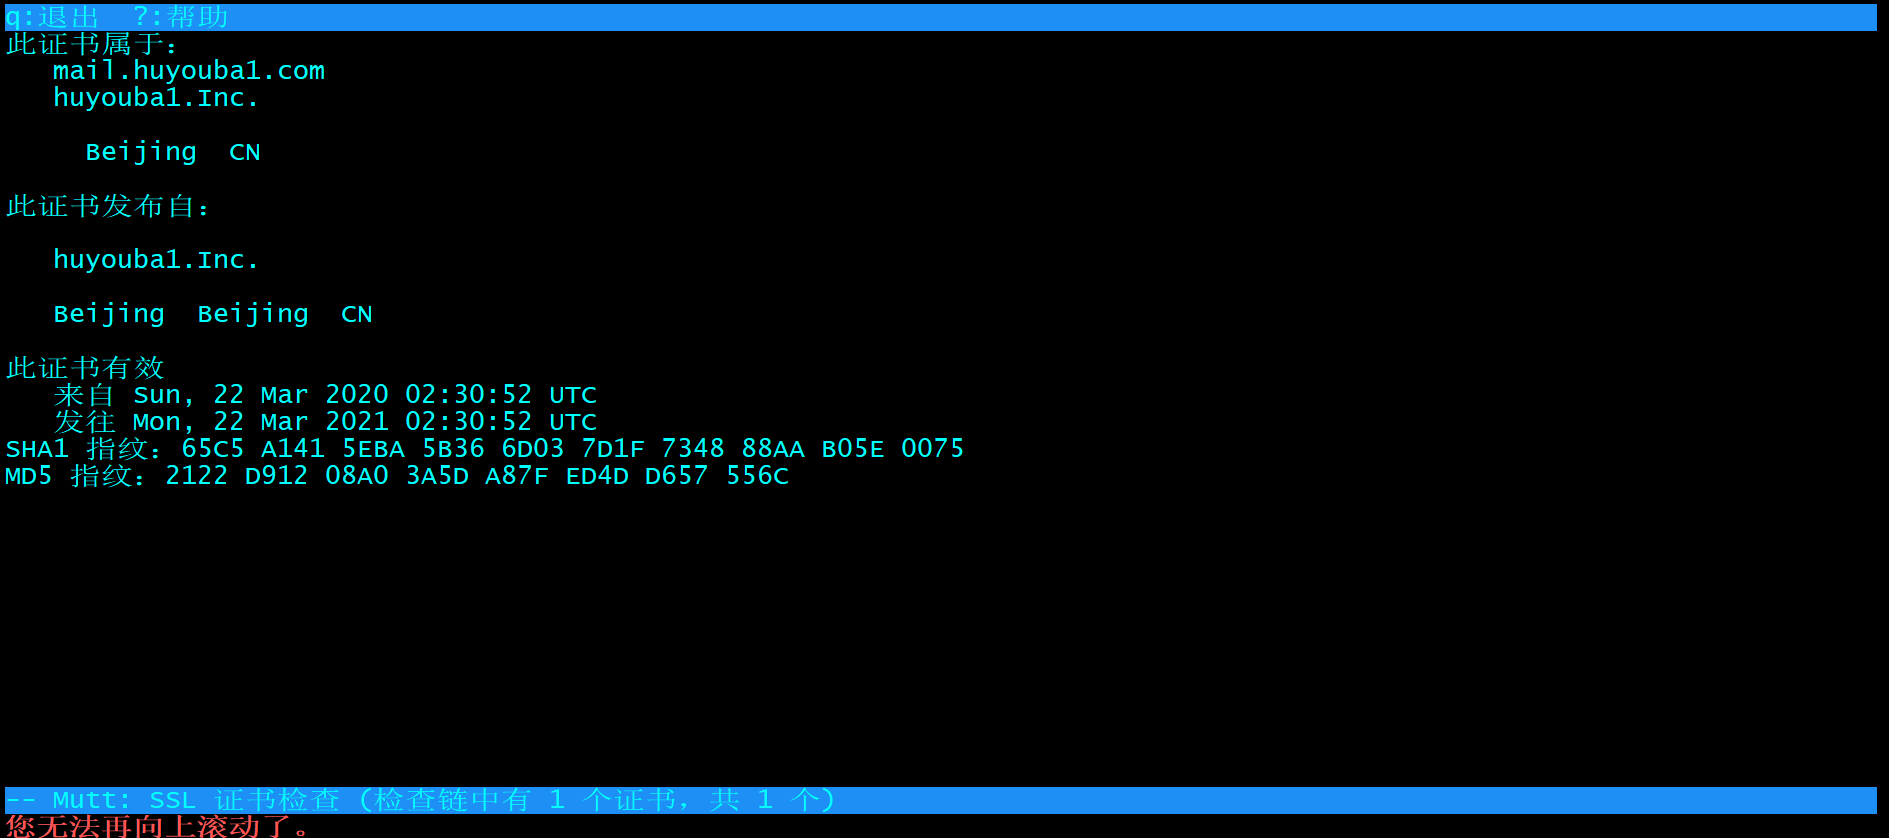 q:退出  ?:帮助
此证书属于：
mail.huyouba1.com
huyouba1.Inc.
Beijing  CN
此证书发布自：
huyouba1.Inc.
Beijing  Beijing  CN
此证书有效
来自 Sun, 22 Mar 2020 02:30:52 UTC
发往 Mon, 22 Mar 2021 02:30:52 UTC
SHA1 指纹：65C5 A141 5EBA 5B36 6D03 7D1F 7348 88AA B05E 0075
MD5 指纹：2122 D912 08A0 3A5D A87F ED4D D657 556C
-- Mutt: SSL 证书检查 (检查链中有 1 个证书，共 1 个)
您无法再向上滚动了。